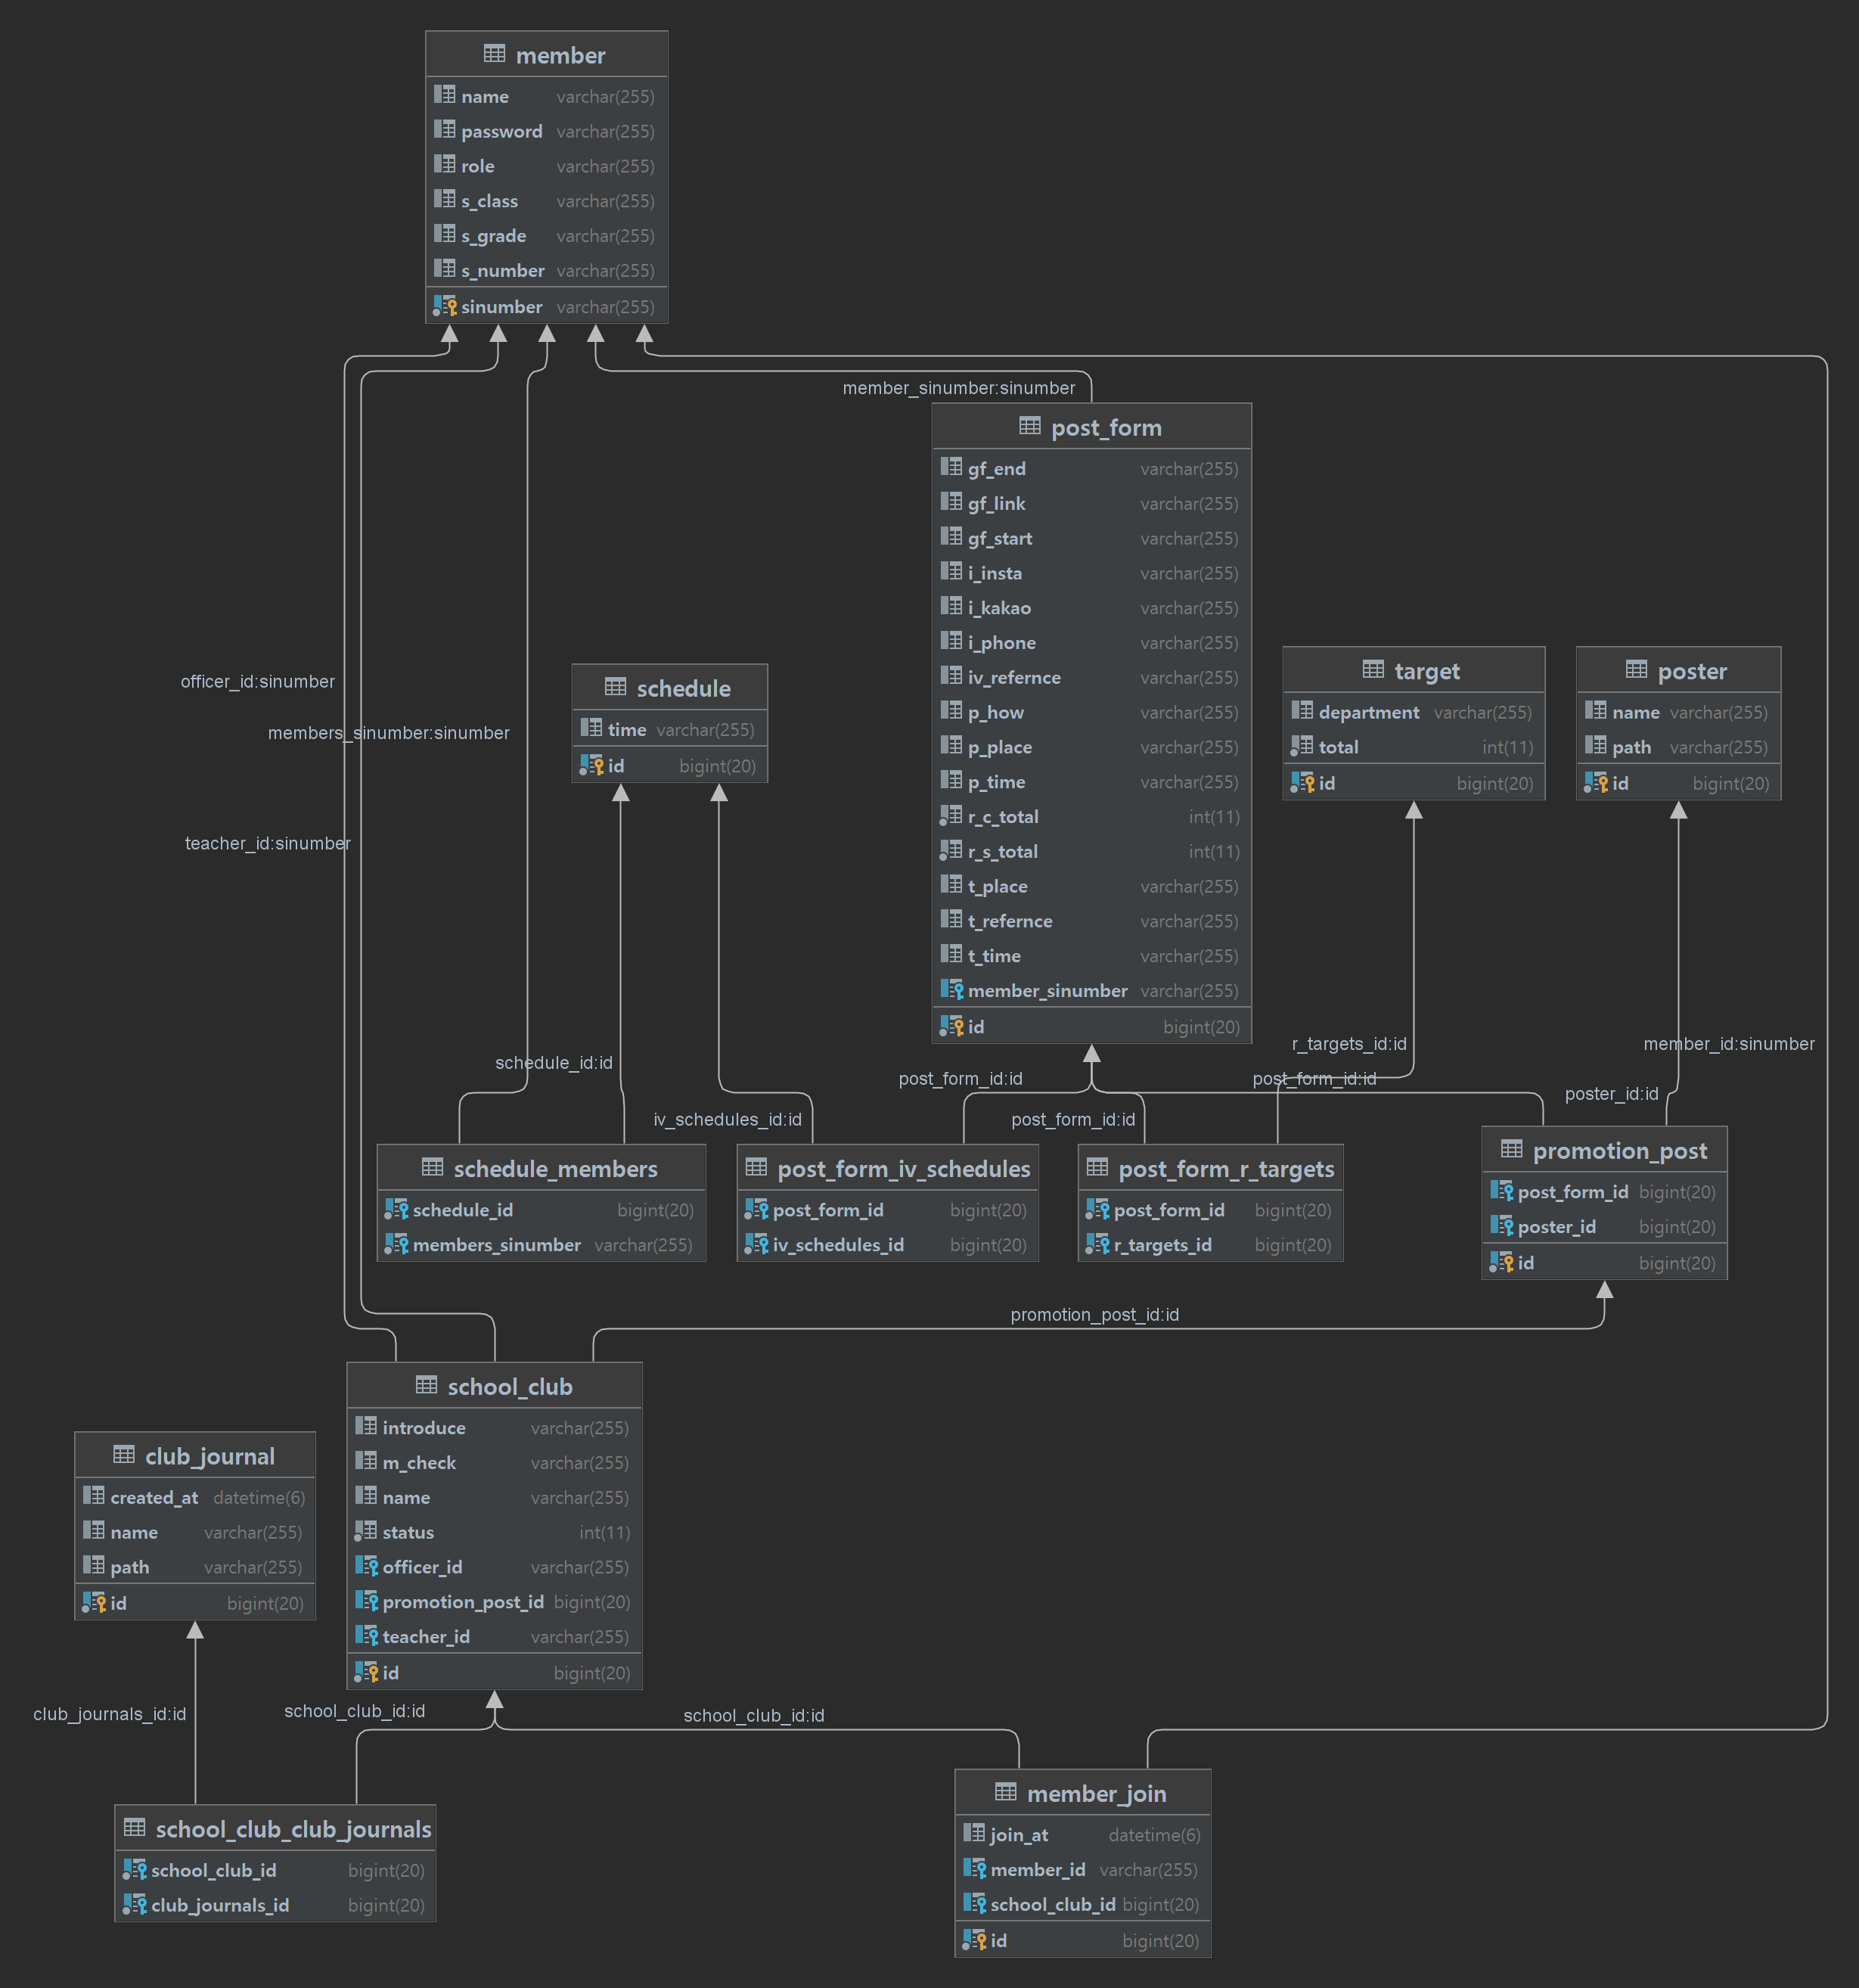 member
name varchar(255)
password varchar(255)
role varchar(255)
s_class varchar(255)
s_grade varchar(255)
s_number varchar(255)
sinumber varchar(255)
member_sinumber:sinumber
post_form
gf_end varchar(255)
gf_link varchar(255)
gf_start varchar(255)
i_insta varchar(255)
i_kakao varchar(255)
i_phone varchar(255)
iv_refernce varchar(255)
p_how varchar(255)
p_place varchar(255)
p_time varchar(255)
r_c_total int(11)
r_s_total int(11)
t_place varchar(255)
t_refernce varchar(255)
t_time varchar(255)
member_sinumber varchar(255)
id bigint(20)
officer_id:sinumber
members_sinumber:sinumber
teacher_id:sinumber
schedule
time varchar(255)
id bigint(20)
target
department varchar(255)
total int(11)
id bigint(20)
poster
name varchar(255)
path varchar(255)
id bigint(20)
schedule_id:id
iv_schedules_id:id
post_form_id:id
post_form_id:id
r_targets_id:id
post_form_id:id
member_id:sinumber
poster_id:id
schedule_members
schedule_id bigint(20)
members_sinumber varchar(255)
post_form_iv_schedules
post_form_id bigint(20)
iv_schedules_id bigint(20)
post_form_r_targets
post_form_id bigint(20)
r_targets_id bigint(20)
promotion_post
post_form_id bigint(20)
poster_id bigint(20)
id bigint(20)
promotion_post_id:id
school_club
introduce varchar(255)
m_check varchar(255)
name varchar(255)
status int(11)
officer_id varchar(255)
promotion_post_id bigint(20)
teacher_id varchar(255)
id bigint(20)
club_journal
created_at datetime(6)
name varchar(255)
path varchar(255)
id bigint(20)
club_journals_id:id
school_club_id:id
school_club_id:id
school_club_club_journals
school_club_id bigint(20)
club_journals_id bigint(20)
member_join
join_at datetime(6)
member_id varchar(255)
school_club_id bigint(20)
id bigint(20)